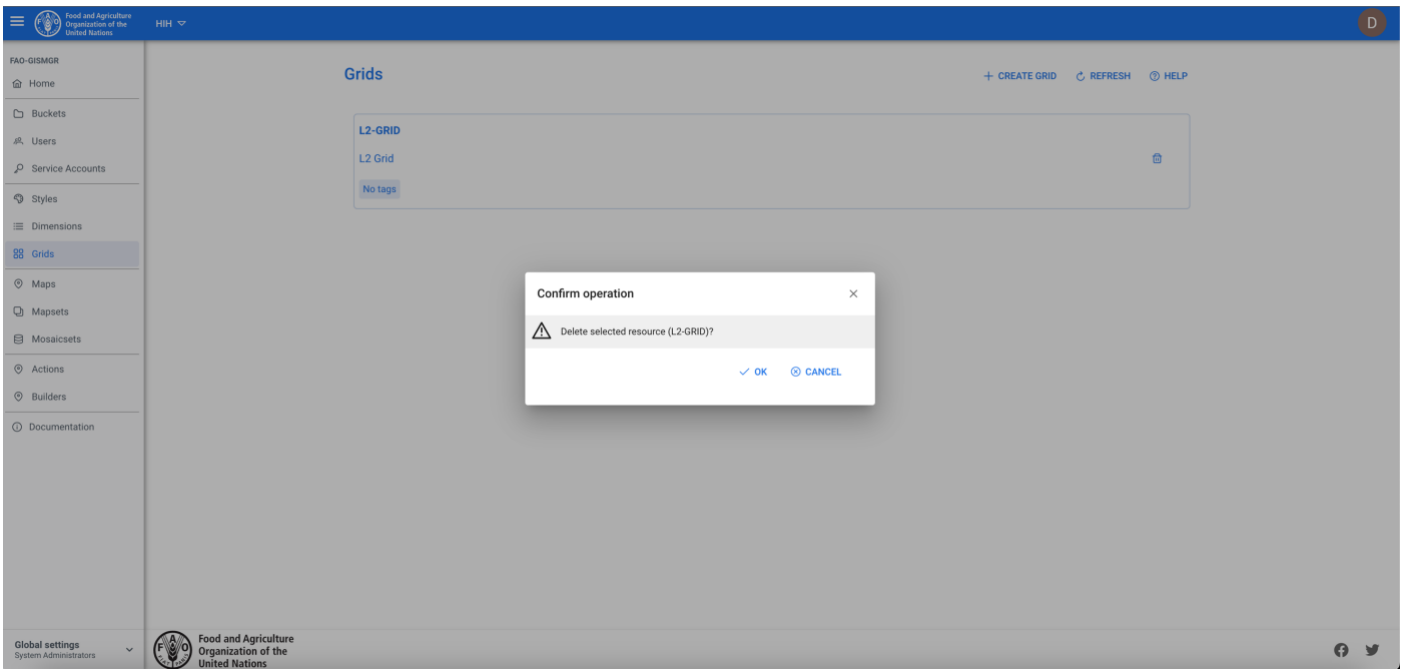 Food and Agriculture
Organization of the
United Nations
HIH
D
FAO-GISMGR
Home
Buckets
Users
Service Accounts
Styles
Dimensions
Grids
Maps
Mapsets
Mosaicsets
Actions
Builders
Documentation
Global settings
System Administrators
Grids
CREATE GRID
REFRESH
HELP
L2-GRID
L2 Grid
No tags
Confirm operation
Delete selected resource (L2-GRID)?
OK
CANCEL
Food and Agriculture
Organization of the
United Nations